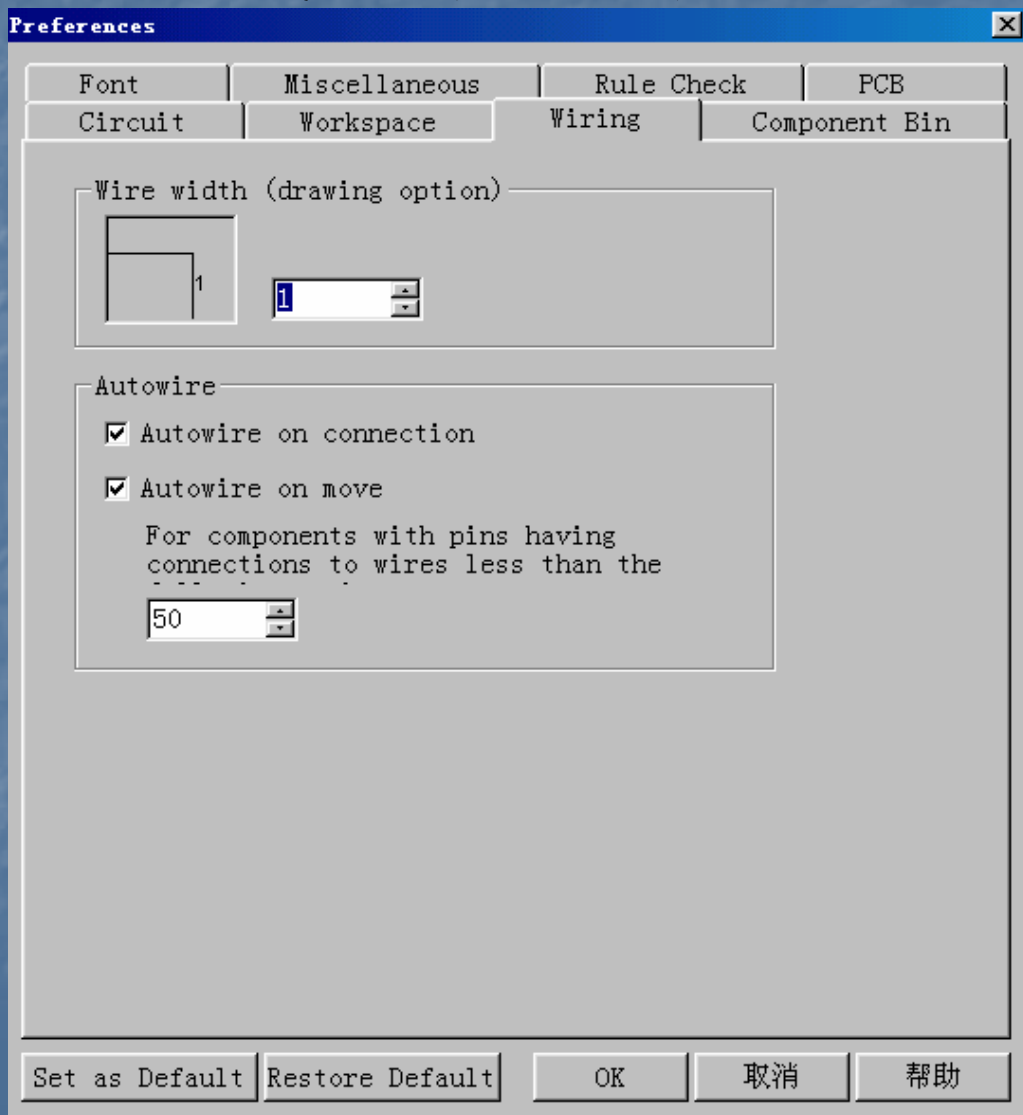 Preferences
Font Miscellaneous Rule Check PCB
Circuit Workspace Wiring Component Bin
Wire width (drawing option)
1
1
Autowire
Autowire on connection
Autowire on move
For components with pins having
connections to wires less than the
50
Set as Default Restore Default OK 取消 帮助